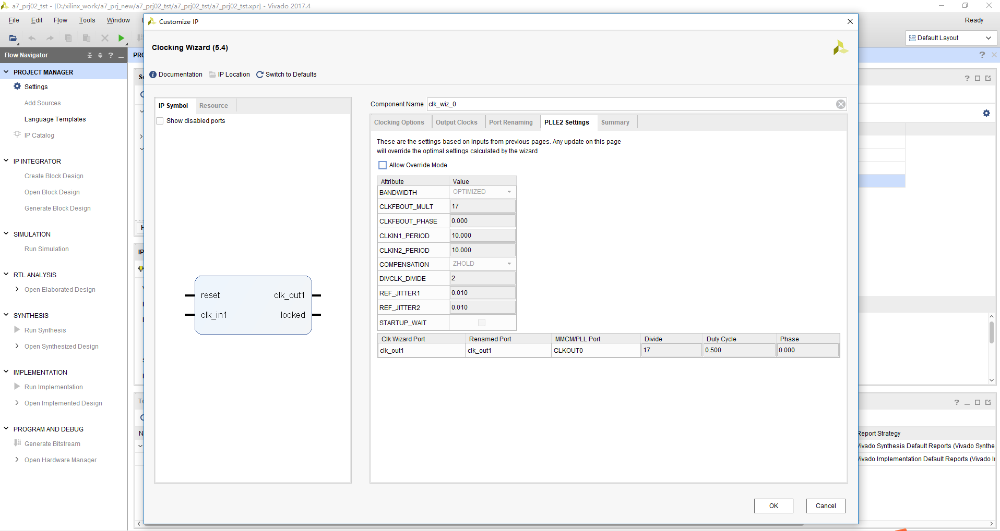 a7_prj02_tst - [D:/xilinx_work/a7_prj_new/a7_prj02_tst/a7_prj02_tst/a7_prj02_tst.xpr] - Vivado 2017.4
File Edit Flow Tools Window
Ready
Default Layout
Flow Navigator
PROJECT MANAGER
Settings
Add Sources
Language Templates
IP Catalog
IP INTEGRATOR
Create Block Design
Open Block Design
Generate Block Design
SIMULATION
Run Simulation
RTL ANALYSIS
Open Elaborated Design
SYNTHESIS
Run Synthesis
Open Synthesized Design
IMPLEMENTATION
Run Implementation
Open Implemented Design
PROGRAM AND DEBUG
Generate Bitstream
Open Hardware Manager
Customize IP
Clocking Wizard (5.4)
Documentation IP Location Switch to Defaults
IP Symbol Resource
Show disabled ports
reset clk_out1
clk_in1 locked
Component Name clk_wiz_0
Clocking Options Output Clocks Port Renaming PLLE2 Settings Summary
These are the settings based on inputs from previous pages. Any update on this page
will override the optimal settings calculated by the wizard
Allow Override Mode
Attribute Value
BANDWIDTH OPTIMIZED
CLKFBOUT_MULT 17
CLKFBOUT_PHASE 0.000
CLKIN1_PERIOD 10.000
CLKIN2_PERIOD 10.000
COMPENSATION ZHOLD
DIVCLK_DIVIDE 2
REF_JITTER1 0.010
REF_JITTER2 0.010
STARTUP_WAIT
Clk Wizard Port Renamed Port MMCM/PLL Port Divide Duty Cycle Phase
clk_out1 clk_out1 CLKOUT0 17 0.500 0.000
OK Cancel
Report Strategy
Vivado Synthesis Default Reports (Vivado Synthe
Vivado Implementation Default Reports (Vivado I